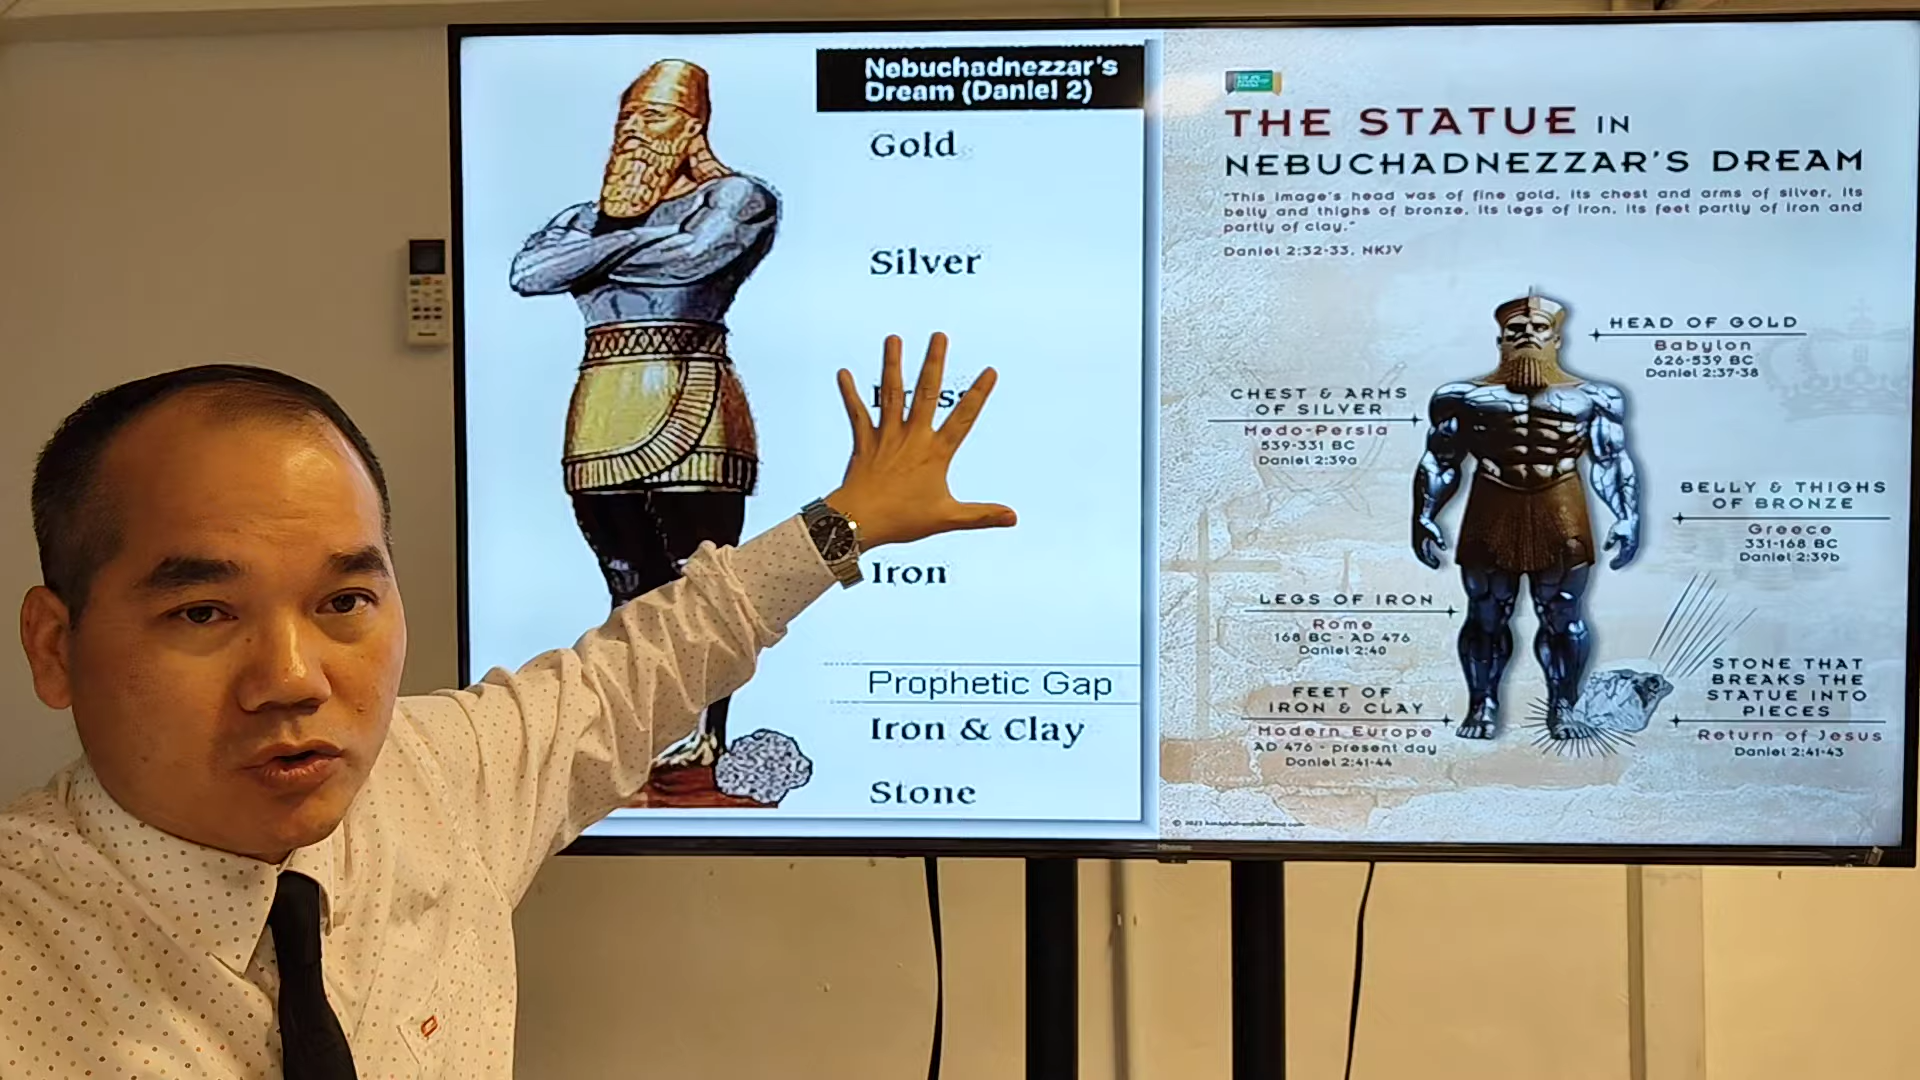 Nebuchadnezzar's
Dream (Daniel 2)
Gold
Silver
Iron
Prophetic Gap
Iron & Clay
Stone
THE STATUE IN
NEBUCHADNEZZAR'S DREAM
"This image's head was of fine gold, its chest and arms of silver, its
belly and thighs of bronze, its legs of iron, its feet partly of iron and
partly of clay."
Daniel 2:32-33, NKJV
HEAD OF GOLD
Babylon
626-539 BC
Daniel 2:37-38
CHEST & ARMS
OF SILVER
Medo-Persia
539-331 BC
Daniel 2:39a
BELLY & THIGHS
OF BRONZE
Greece
331-168 BC
Daniel 2:39b
LEGS OF IRON
Rome
168 BC - AD 476
Daniel 2:40
FEET OF
IRON & CLAY
Modern Europe
AD 476 - present day
Daniel 2:41-44
STONE THAT
BREAKS THE
STATUE INTO
PIECES
Return of Jesus
Daniel 2:41-43
Hisense